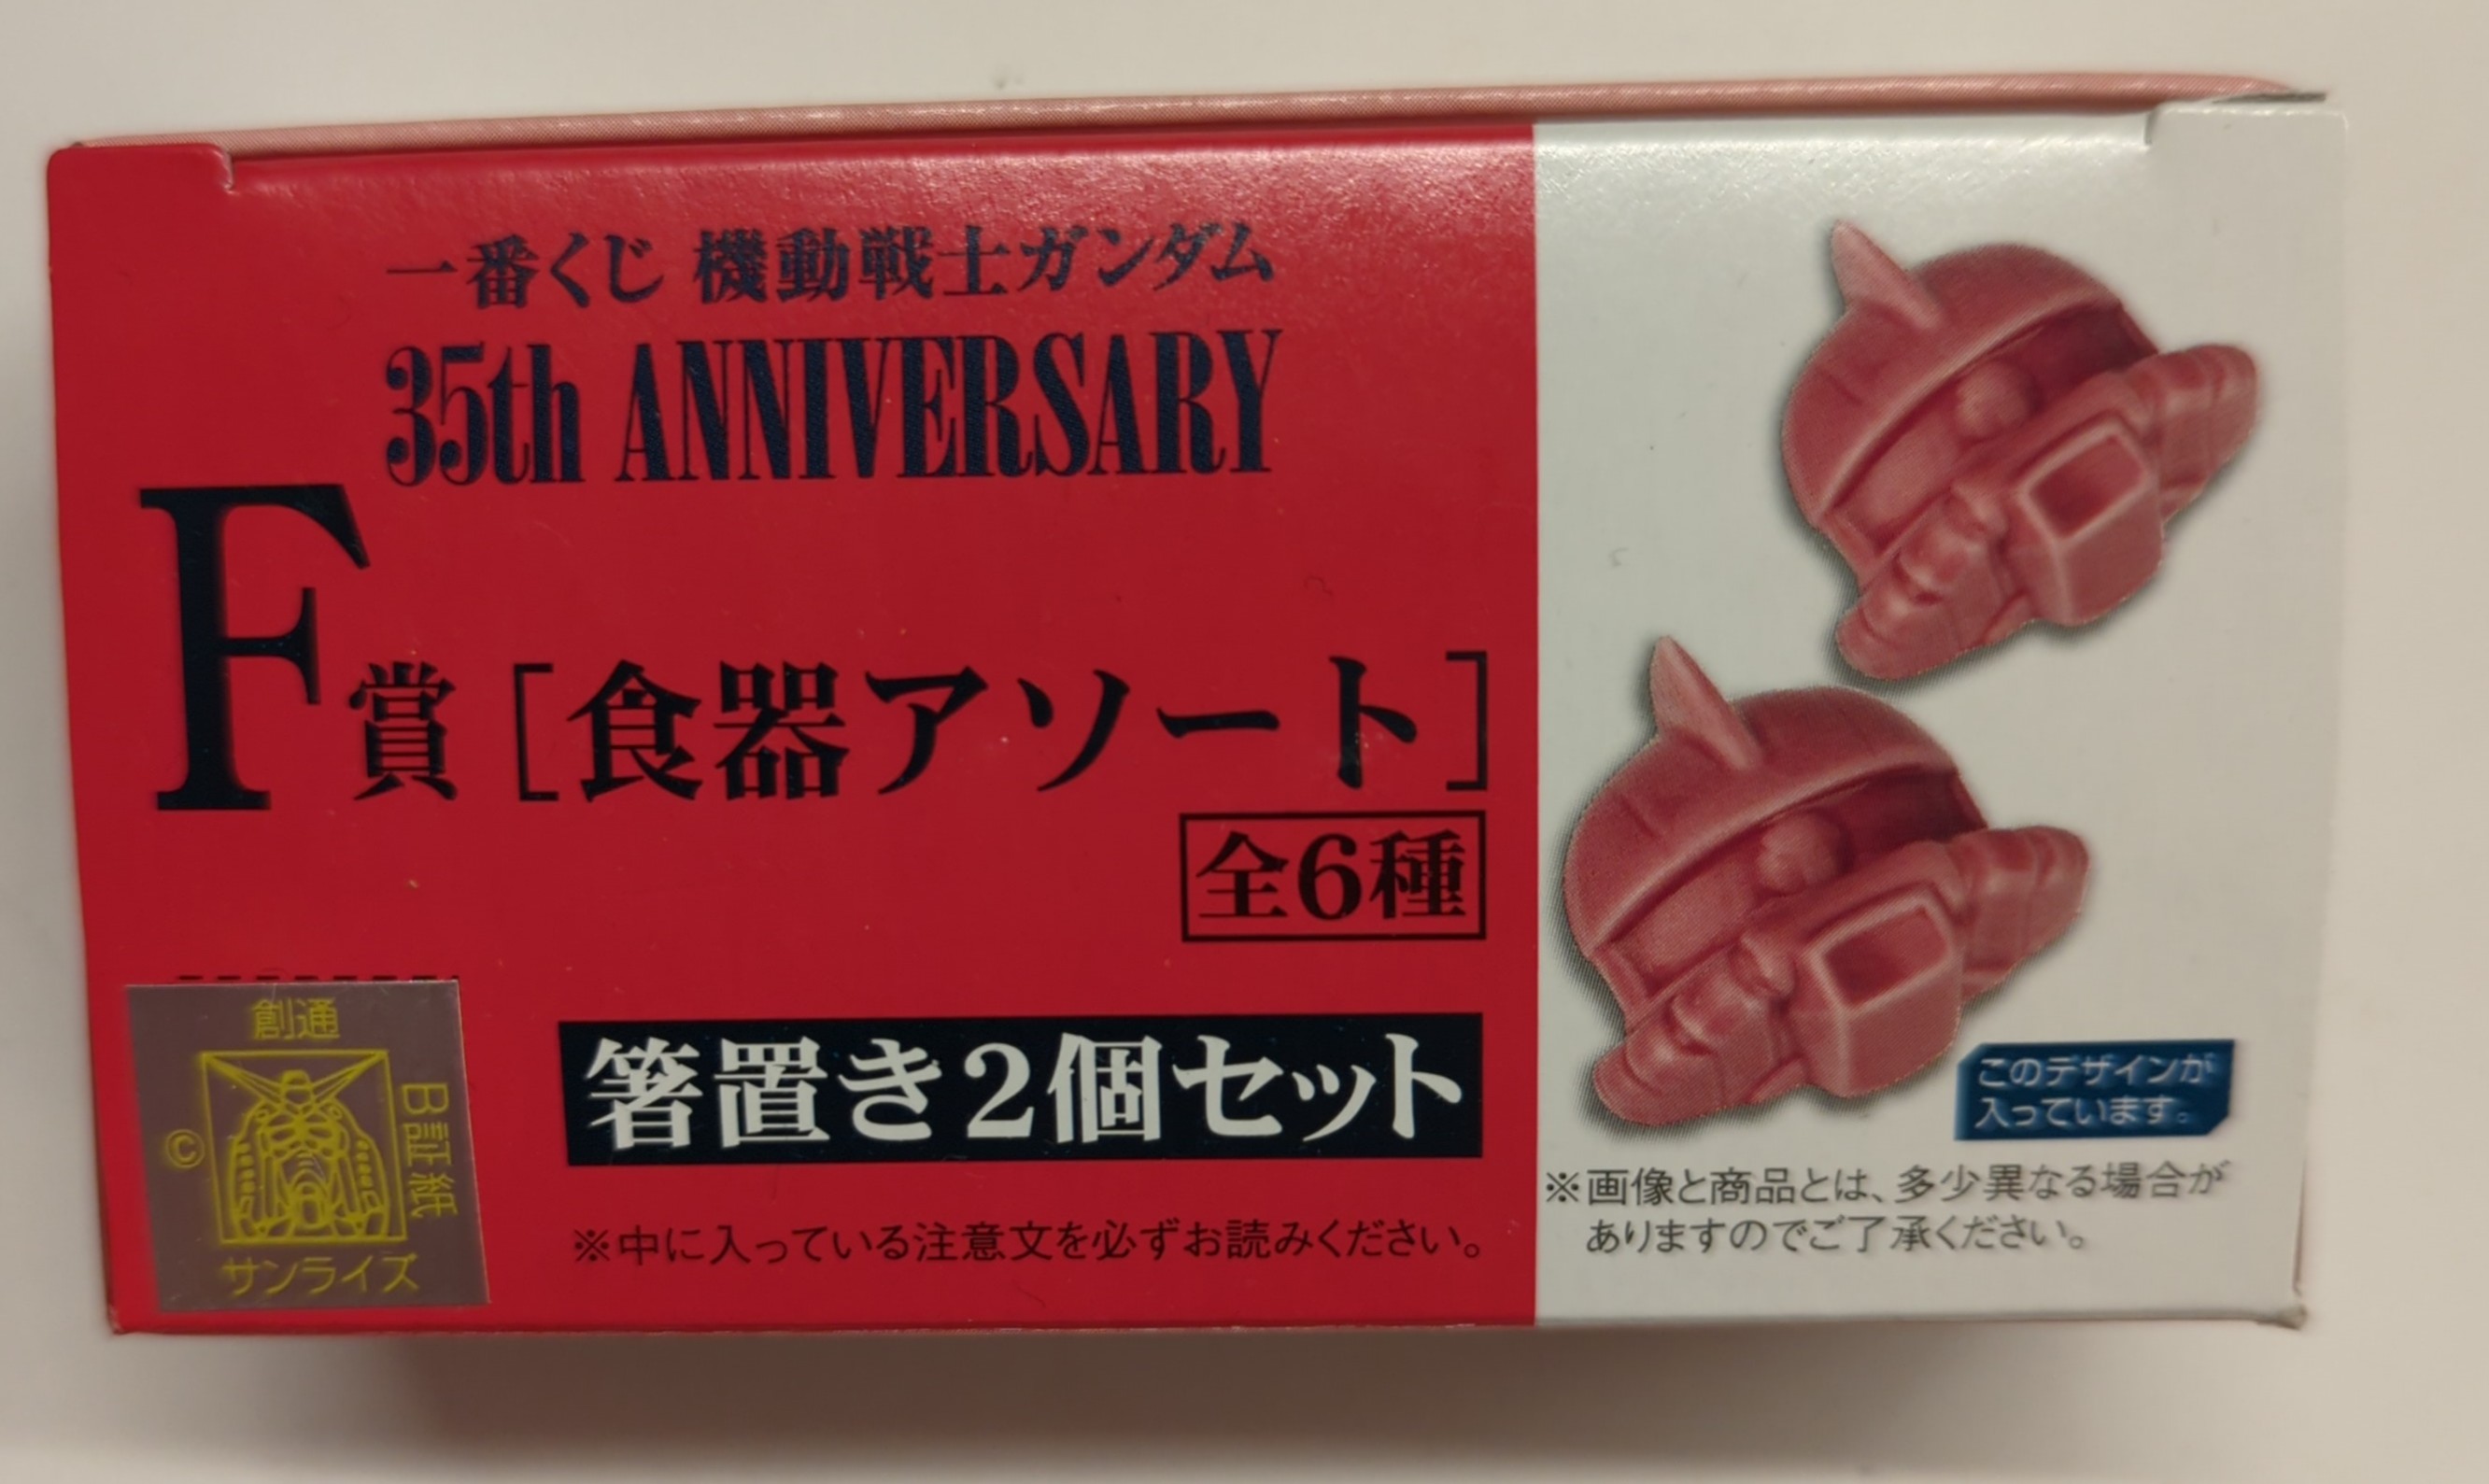 一番くじ 機動戦士ガンダム
35th ANNIVERSARY
F賞［食器アソート］
全6種
箸置き2個セット
※中に入っている注意文を必ずお読みください。
創通
©
B証紙
サンライズ
このデザインが
入っています。
※画像と商品とは、多少異なる場合が
ありますのでご了承ください。